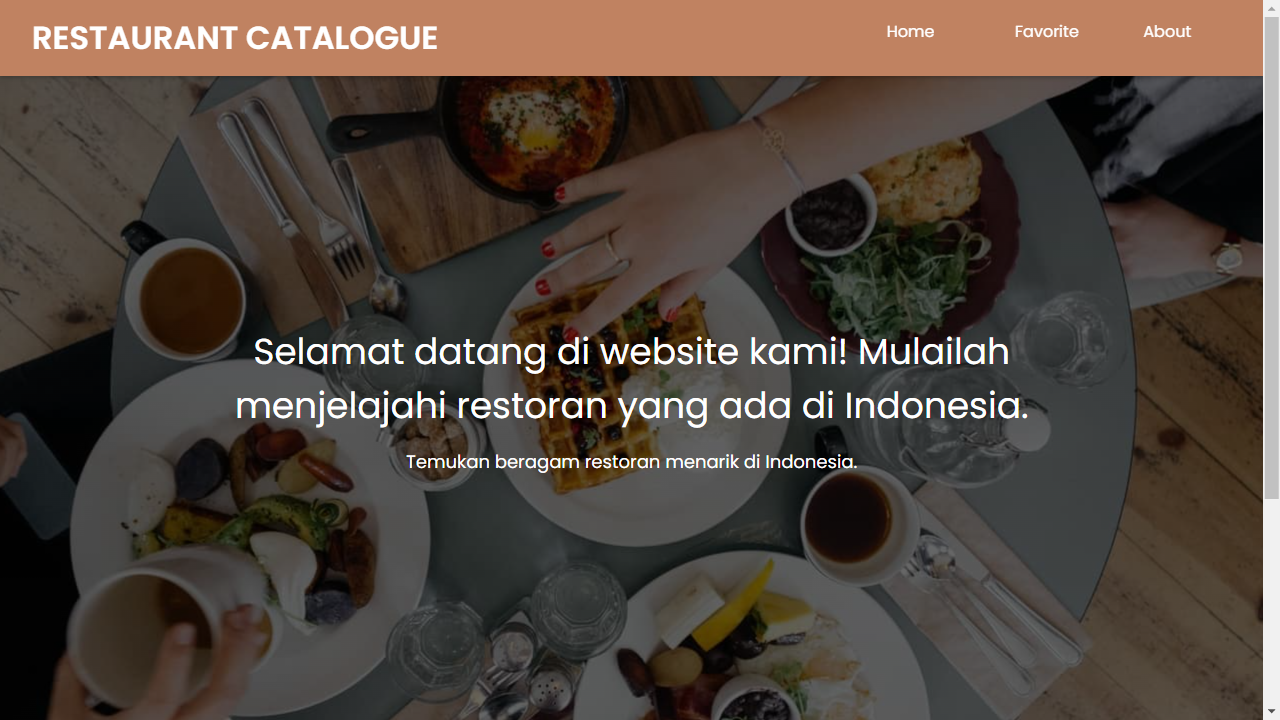 RESTAURANT CATALOGUE
Home Favorite About
Selamat datang di website kami! Mulailah
menjelajahi restoran yang ada di Indonesia.
Temukan beragam restoran menarik di Indonesia.